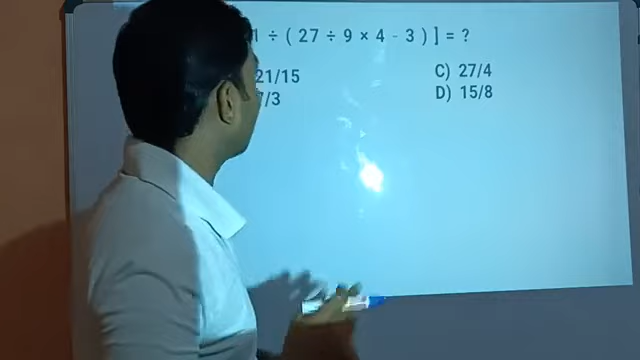 1 ÷ ( 27 ÷ 9 × 4 - 3 ) ] = ?
21/15 C) 27/4
7/3 D) 15/8